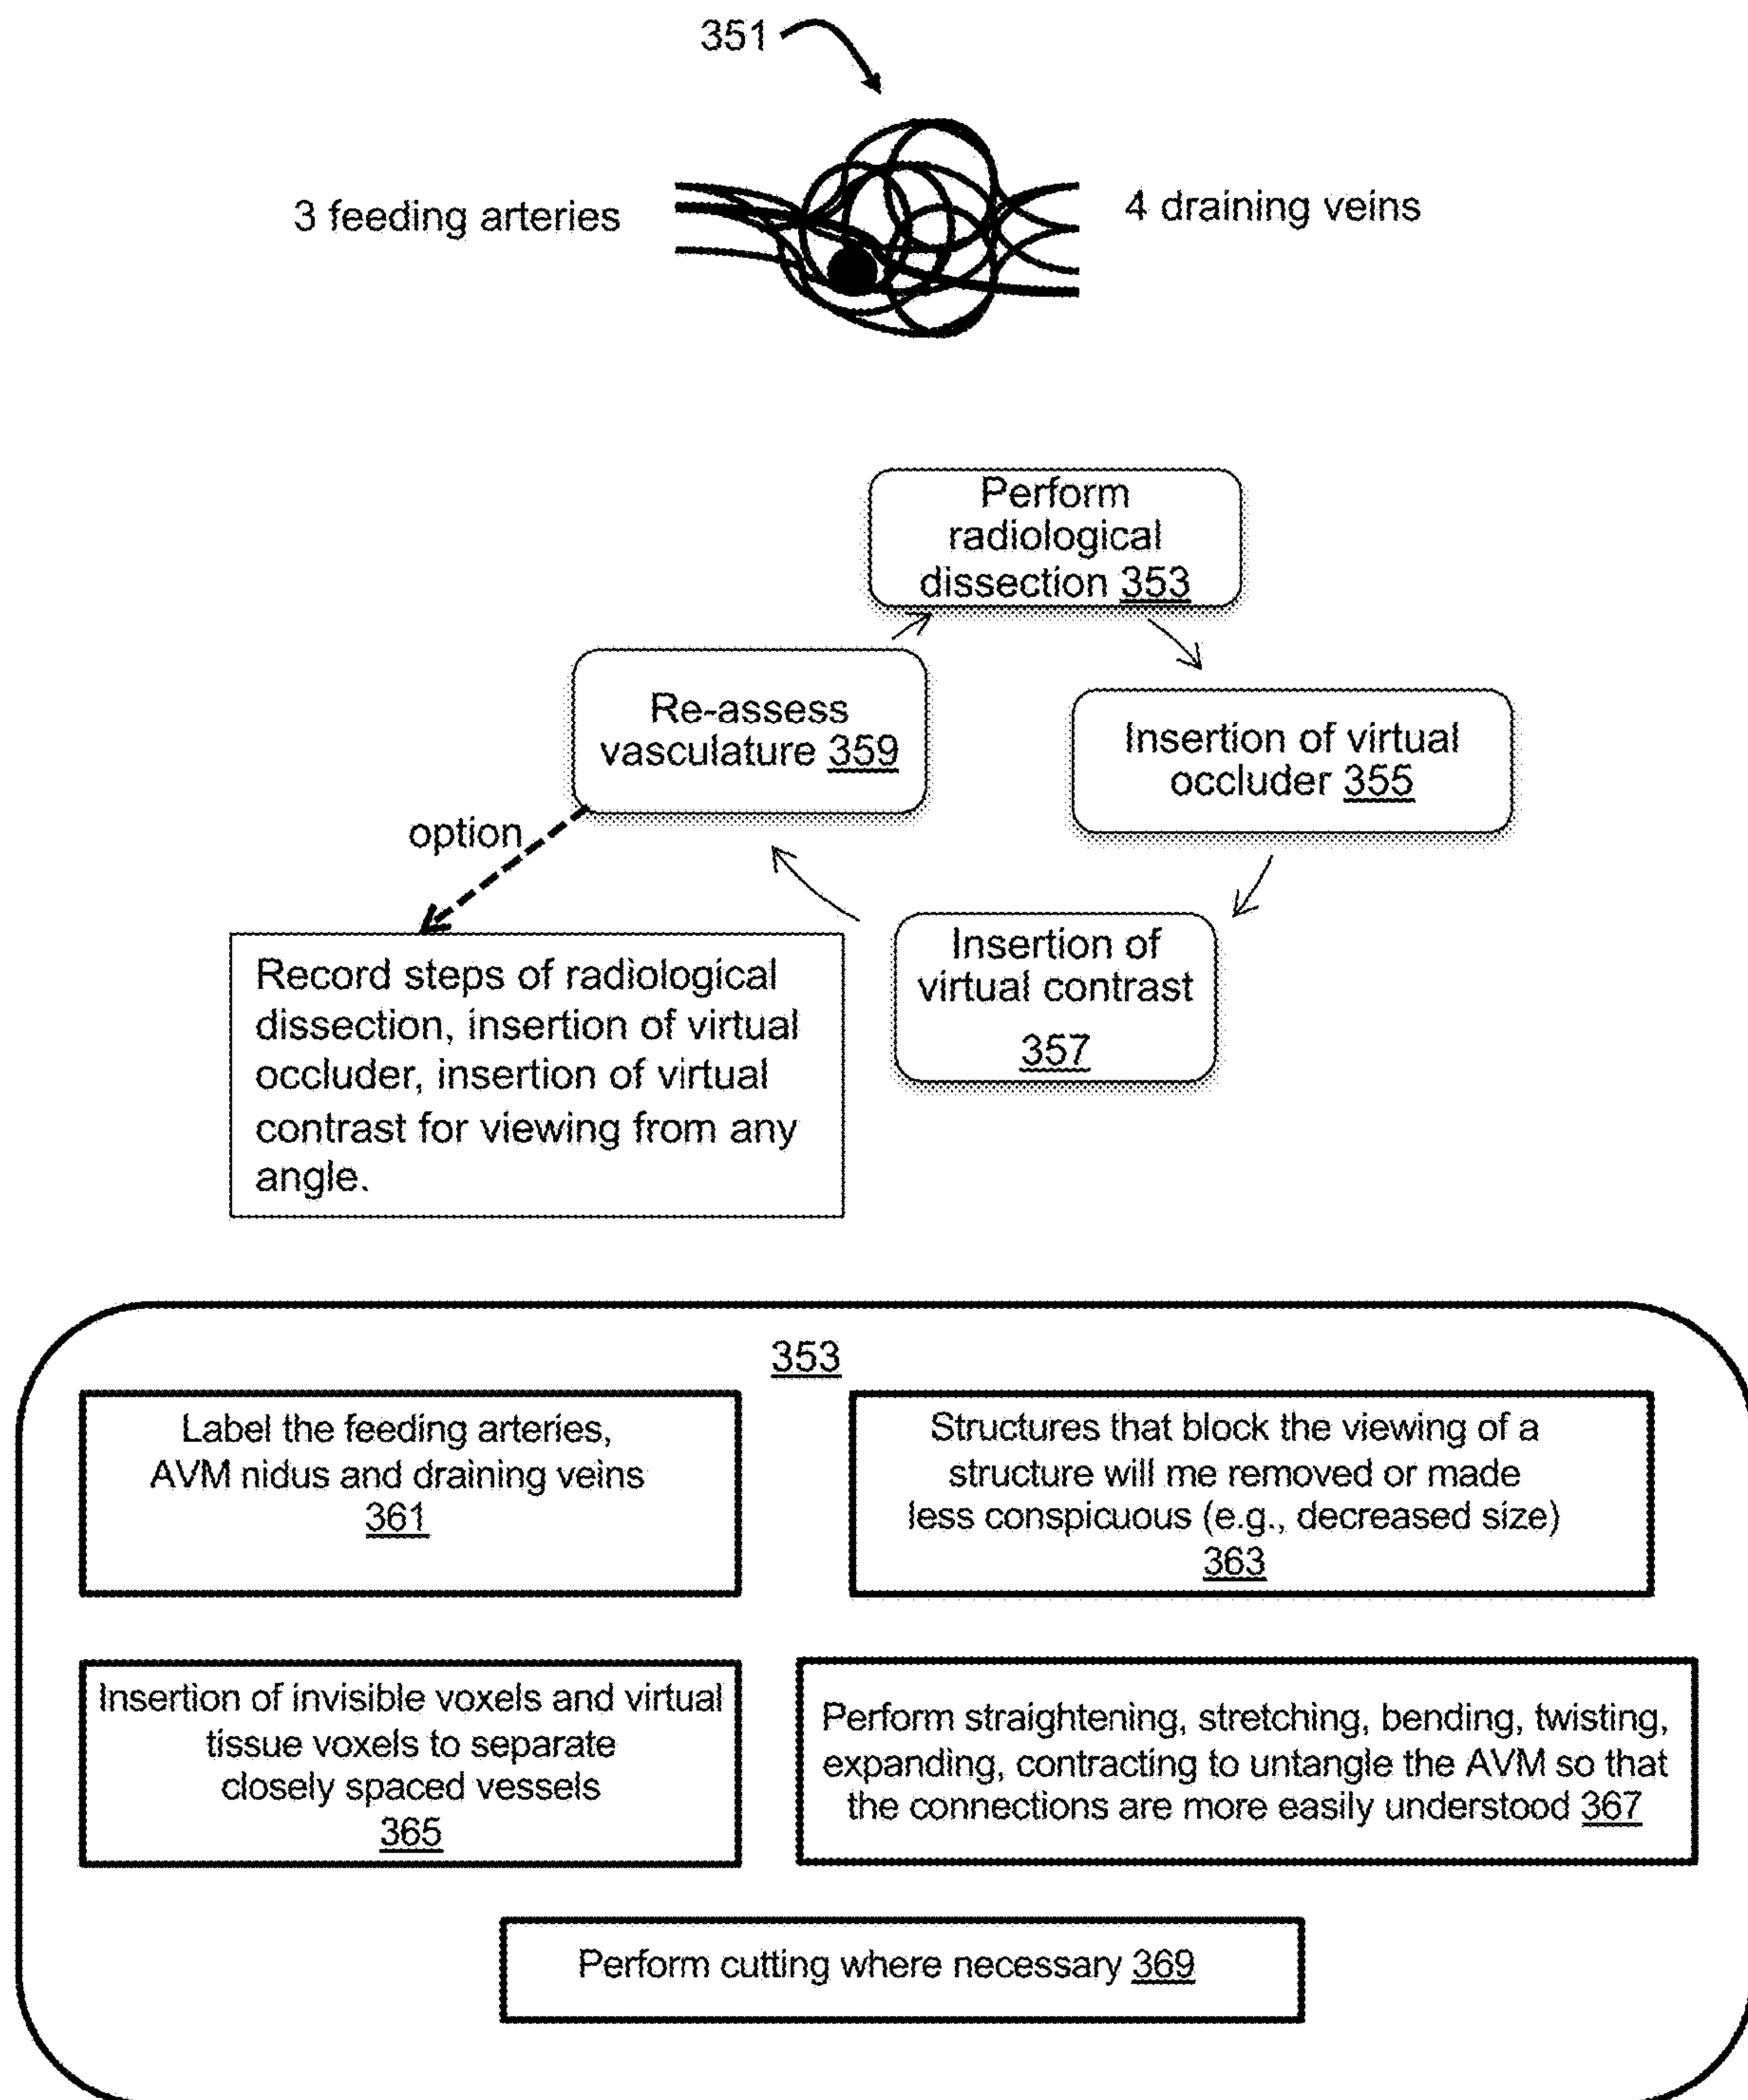 351
3 feeding arteries
4 draining veins
Perform
radiological
dissection 353
Re-assess
vasculature 359
Insertion of virtual
occluder 355
option
Insertion of
virtual contrast
357
Record steps of radiological
dissection, insertion of virtual
occluder, insertion of virtual
contrast for viewing from any
angle.
353
Label the feeding arteries,
AVM nidus and draining veins
361
Structures that block the viewing of a
structure will me removed or made
less conspicuous (e.g., decreased size)
363
Insertion of invisible voxels and virtual
tissue voxels to separate
closely spaced vessels
365
Perform straightening, stretching, bending, twisting,
expanding, contracting to untangle the AVM so that
the connections are more easily understood 367
Perform cutting where necessary 369